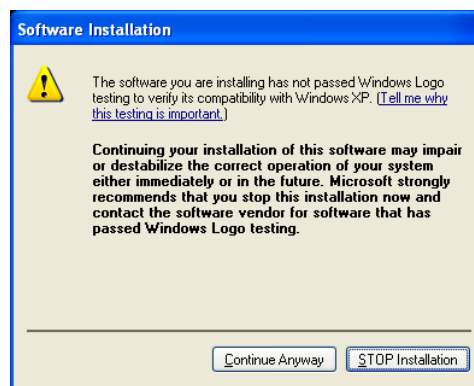 Software Installation
The software you are installing has not passed Windows Logo
testing to verify its compatibility with Windows XP. (Tell me why
this testing is important.)
Continuing your installation of this software may impair
or destabilize the correct operation of your system
either immediately or in the future. Microsoft strongly
recommends that you stop this installation now and
contact the software vendor for software that has
passed Windows Logo testing.
Continue Anyway
STOP Installation